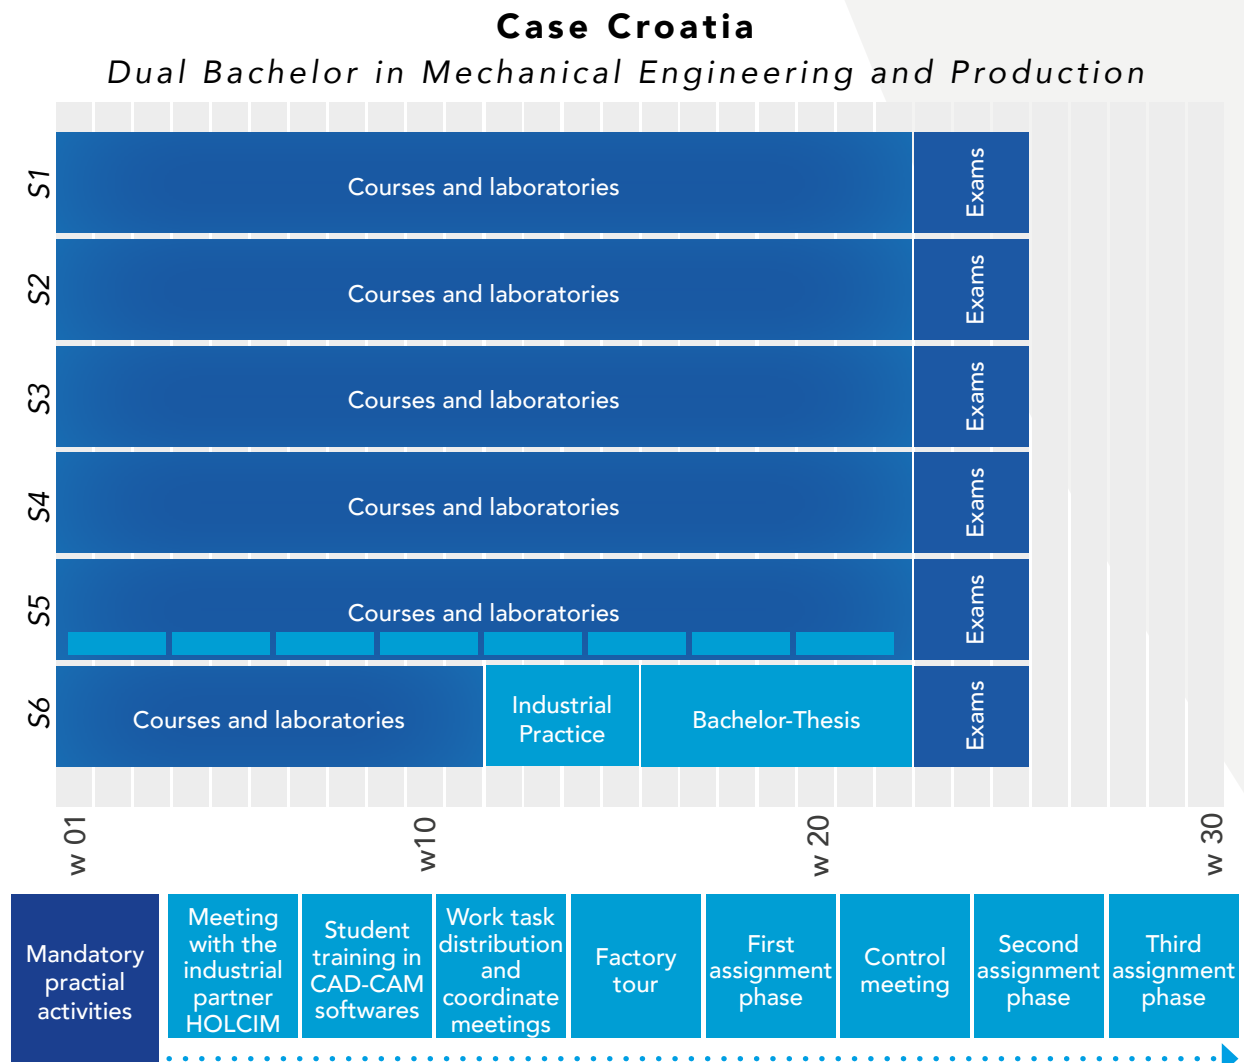 Case Croatia
Dual Bachelor in Mechanical Engineering and Production
S1
Courses and laboratories
Exams
S2
Courses and laboratories
Exams
S3
Courses and laboratories
Exams
S4
Courses and laboratories
Exams
S5
Courses and laboratories
Exams
S6
Courses and laboratories
Industrial
Practice
Bachelor-Thesis
Exams
w 01
w10
w 20
w 30
Mandatory
practial
activities
Meeting
with the
industrial
partner
HOLCIM
Student
training in
CAD-CAM
softwares
Work task
distribution
and
coordinate
meetings
Factory
tour
First
assignment
phase
Control
meeting
Second
assignment
phase
Third
assignment
phase